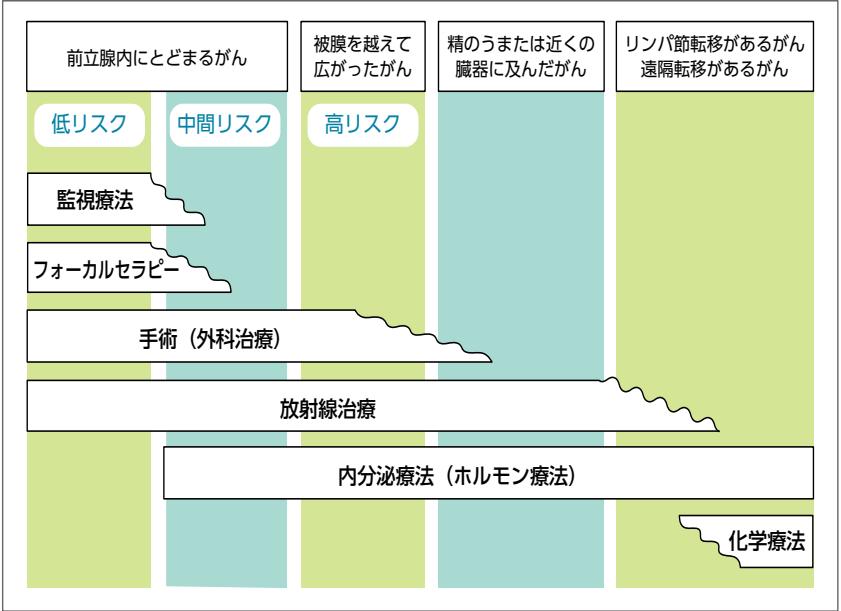 前立腺内にとどまるがん
被膜を越えて
広がったがん
精のうまたは近くの
臓器に及んだがん
リンパ節転移があるがん
遠隔転移があるがん
低リスク
中間リスク
高リスク
監視療法
フォーカルセラピー
手術（外科治療）
放射線治療
内分泌療法（ホルモン療法）
化学療法